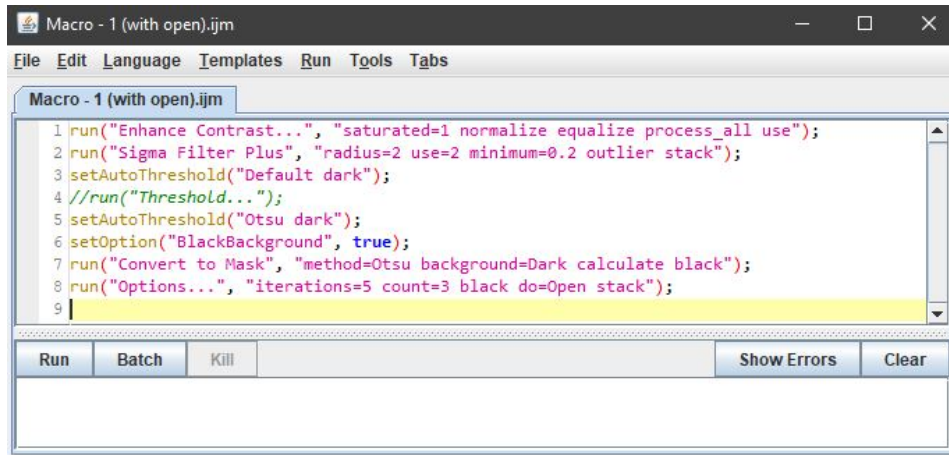 Macro - 1 (with open).ijm
File Edit Language Templates Run Tools Tabs
Macro - 1 (with open).ijm
1 run("Enhance Contrast...", "saturated=1 normalize equalize process_all use");
2 run("Sigma Filter Plus", "radius=2 use=2 minimum=0.2 outlier stack");
3 setAutoThreshold("Default dark");
4 //run("Threshold...");
5 setAutoThreshold("Otsu dark");
6 setOption("BlackBackground", true);
7 run("Convert to Mask", "method=Otsu background=Dark calculate black");
8 run("Options...", "iterations=5 count=3 black do=Open stack");
9
Run Batch Kill Show Errors Clear